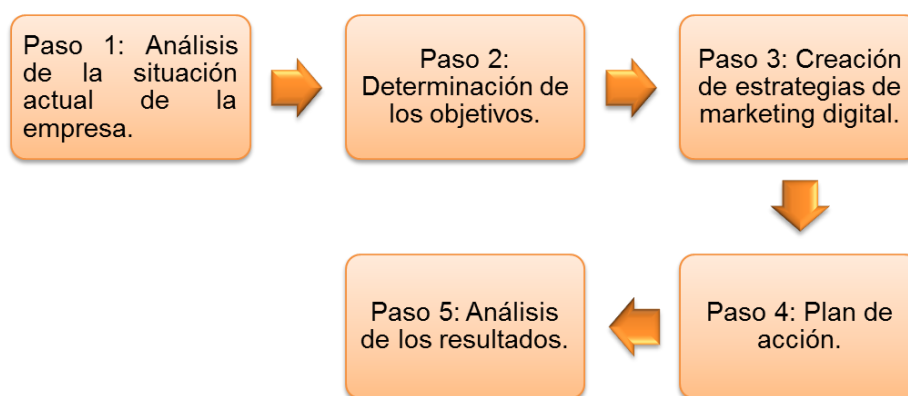 Paso 1: Análisis
de la situación
actual de la
empresa.
Paso 2:
Determinación de
los objetivos.
Paso 3: Creación
de estrategias de
marketing digital.
Paso 4: Plan de
acción.
Paso 5: Análisis
de los resultados.